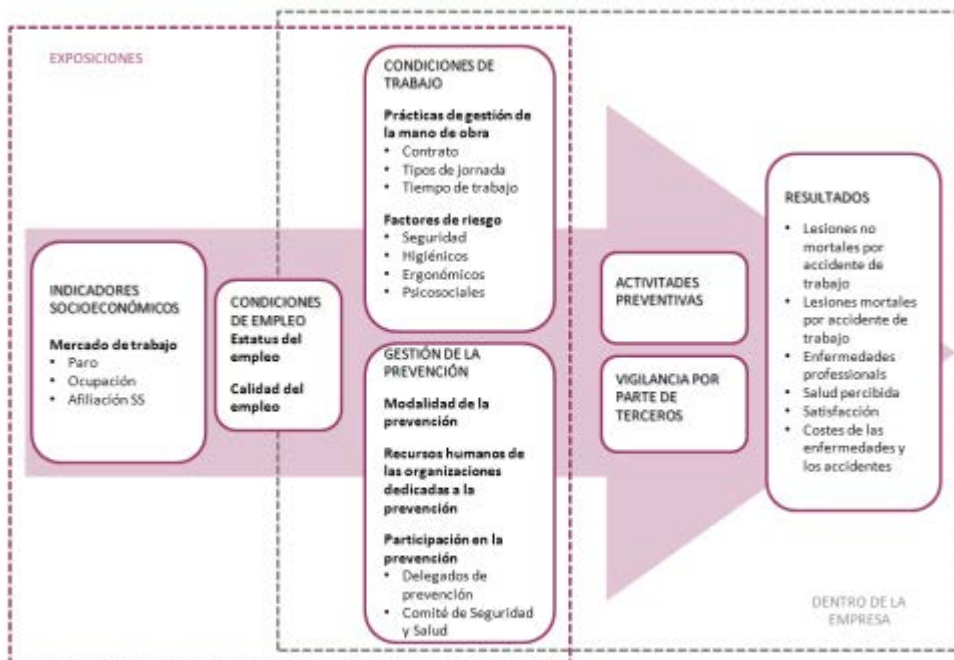 EXPOSICIONES
INDICADORES
SOCIOECONÓMICOS
Mercado de trabajo
• Paro
• Ocupación
• Afiliación SS
CONDICIONES
DE EMPLEO
Estatus del
empleo
Calidad del
empleo
CONDICIONES DE
TRABAJO
Prácticas de gestión de
la mano de obra
• Contrato
• Tipos de jornada
• Tiempo de trabajo
Factores de riesgo
• Seguridad
• Higiénicos
• Ergonómicos
• Psicosociales
GESTIÓN DE LA
PREVENCIÓN
Modalidad de la
prevención
Recursos humanos de
las organizaciones
dedicadas a la
prevención
Participación en la
prevención
• Delegados de
prevención
• Comité de Seguridad
y Salud
ACTIVIDADES
PREVENTIVAS
VIGILANCIA POR
PARTE DE
TERCEROS
RESULTADOS
• Lesiones no
mortales por
accidente de
trabajo
• Lesiones mortales
por accidente de
trabajo
• Enfermedades
professionals
• Salud percibida
• Satisfacción
• Costes de las
enfermedades y
los accidentes
DENTRO DE LA
EMPRESA